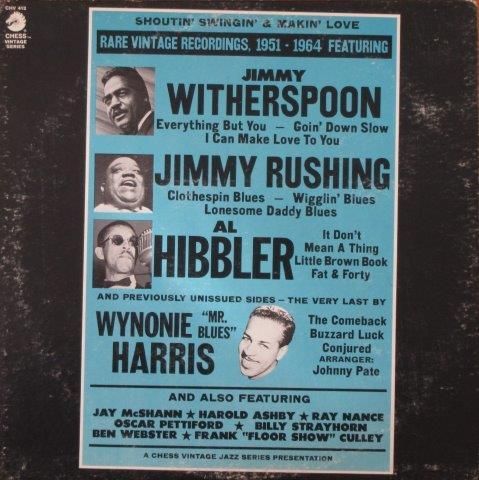 CHV 412
CHESS™
VINTAGE
SERIES
SHOUTIN' SWINGIN' & MAKIN' LOVE
RARE VINTAGE RECORDINGS, 1951 - 1964 FEATURING
JIMMY
WITHERSPOON
Everything But You – Goin' Down Slow
I Can Make Love To You
JIMMY RUSHING
Clothespin Blues – Wigglin' Blues
Lonesome Daddy Blues
AL
HIBBLER
It Don't
Mean A Thing
Little Brown Book
Fat & Forty
AND PREVIOUSLY UNISSUED SIDES – THE VERY LAST BY
WYNONIE "MR. BLUES" HARRIS
The Comeback
Buzzard Luck
Conjured
ARRANGER:
Johnny Pate
AND ALSO FEATURING
JAY McSHANN ★ HAROLD ASHBY ★ RAY NANCE
OSCAR PETTIFORD ★ BILLY STRAYHORN
BEN WEBSTER ★ FRANK "FLOOR SHOW" CULLEY
A CHESS VINTAGE JAZZ SERIES PRESENTATION